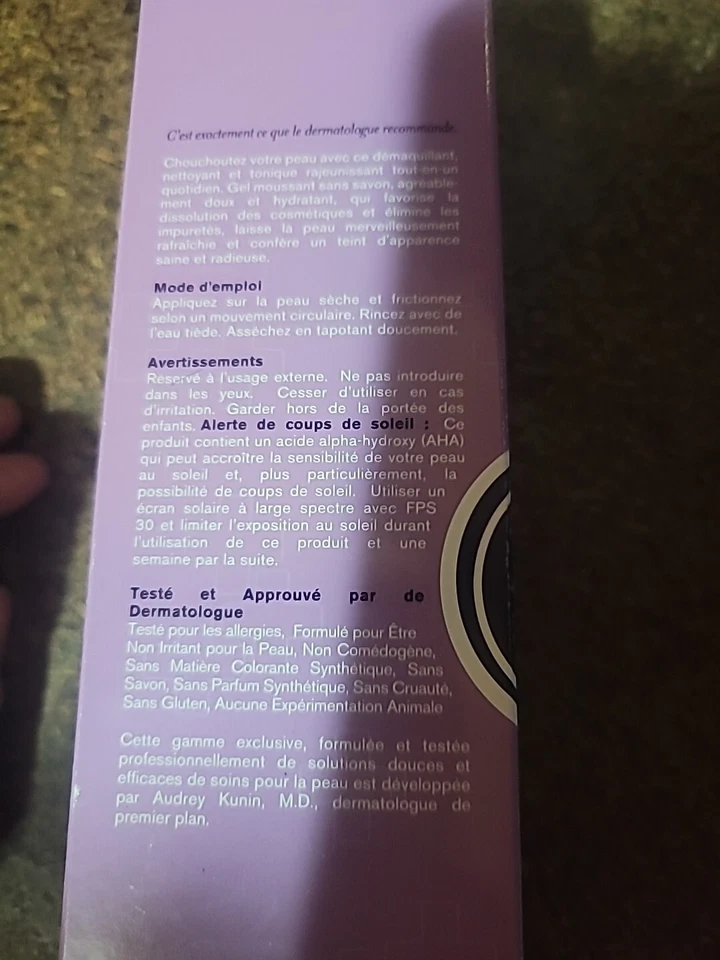 C'est exactement ce que le dermatologue recommande.
Chouchoutez votre peau avec ce démaquillant,
nettoyant et tonique rajeunissant tout-en-un
quotidien. Gel moussant sans savon, agréable-
ment doux et hydratant, qui favorise la
dissolution des cosmétiques et élimine les
impuretés, laisse la peau merveilleusement
rafraîchie et confère un teint d'apparence
saine et radieuse.
Mode d'emploi
Appliquez sur la peau sèche et frictionnez
selon un mouvement circulaire. Rincez avec de
l'eau tiède. Asséchez en tapotant doucement.
Avertissements
Réservé à l'usage externe. Ne pas introduire
dans les yeux. Cesser d'utiliser en cas
d'irritation. Garder hors de la portée des
enfants. Alerte de coups de soleil : Ce
produit contient un acide alpha-hydroxy (AHA)
qui peut accroître la sensibilité de votre peau
au soleil et, plus particulièrement, la
possibilité de coups de soleil. Utiliser un
écran solaire à large spectre avec FPS
30 et limiter l'exposition au soleil durant
l'utilisation de ce produit et une
semaine par la suite.
Testé et Approuvé par de
Dermatologue
Testé pour les allergies, Formulé pour Être
Non Irritant pour la Peau, Non Comédogène,
Sans Matière Colorante Synthétique, Sans
Savon, Sans Parfum Synthétique, Sans Cruauté,
Sans Gluten, Aucune Expérimentation Animale
Cette gamme exclusive, formulée et testée
professionnellement de solutions douces et
efficaces de soins pour la peau est développée
par Audrey Kunin, M.D., dermatologue de
premier plan.